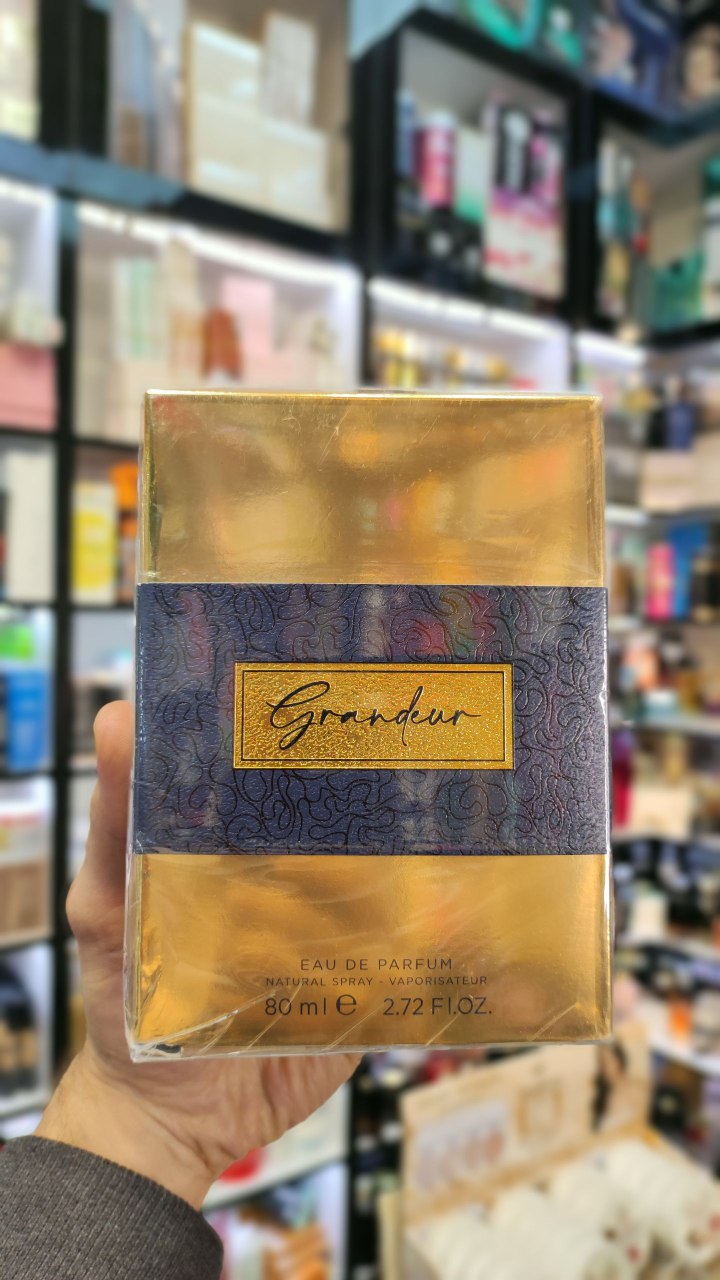 Grandeur
EAU DE PARFUM
NATURAL SPRAY - VAPORISATEUR
80 ml ℮ 2.72 Fl.OZ.